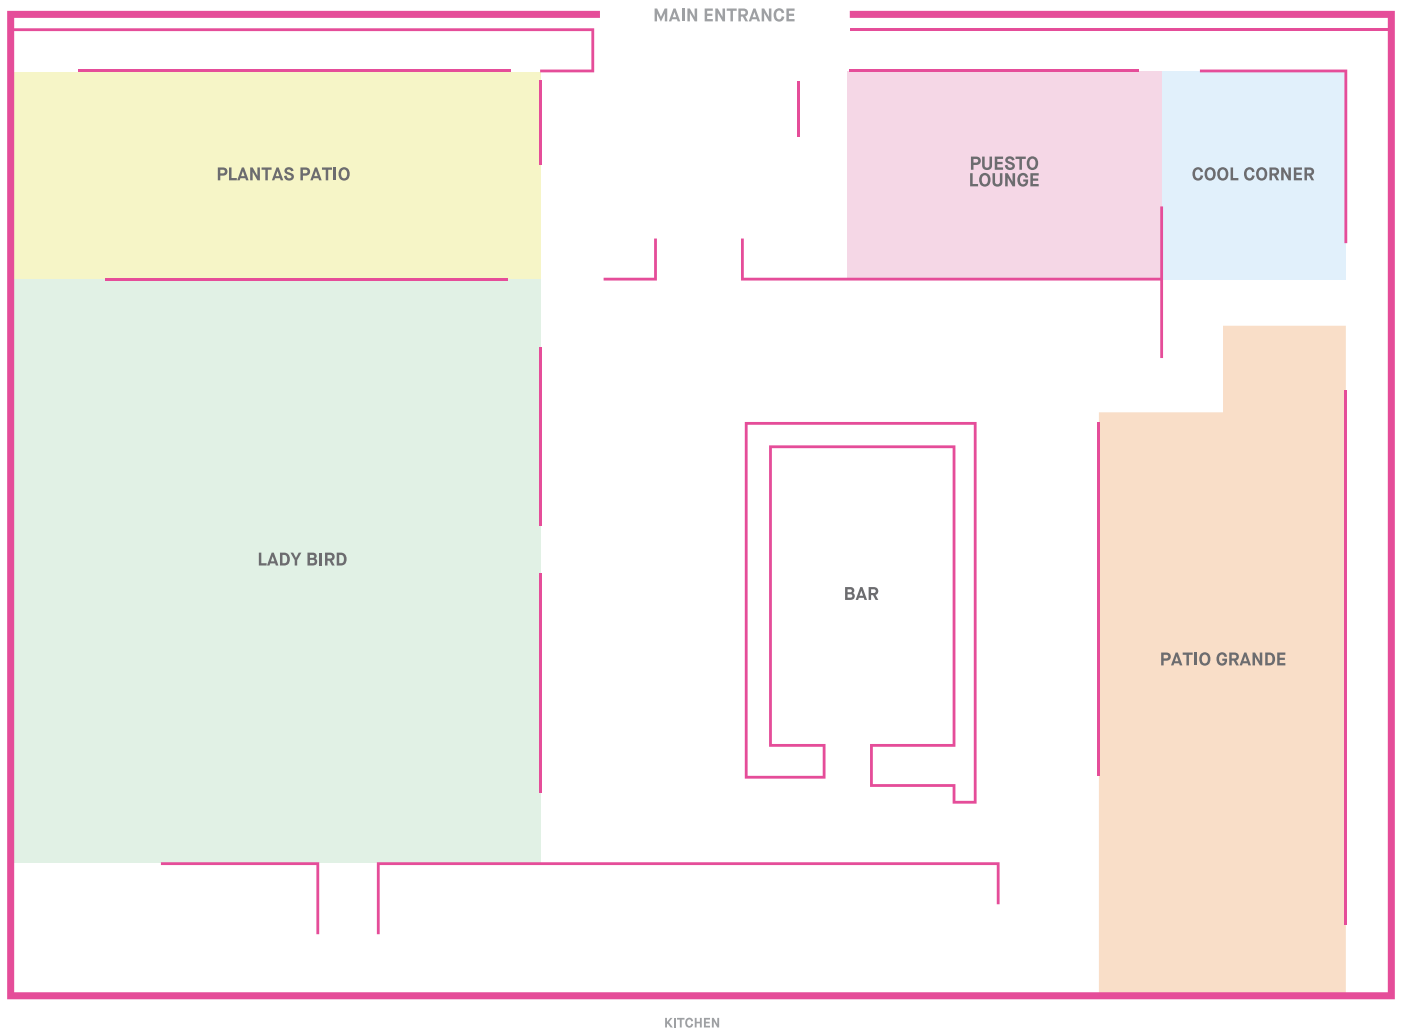 MAIN ENTRANCE
PLANTAS PATIO
PUESTO
LOUNGE
COOL CORNER
LADY BIRD
BAR
PATIO GRANDE
KITCHEN